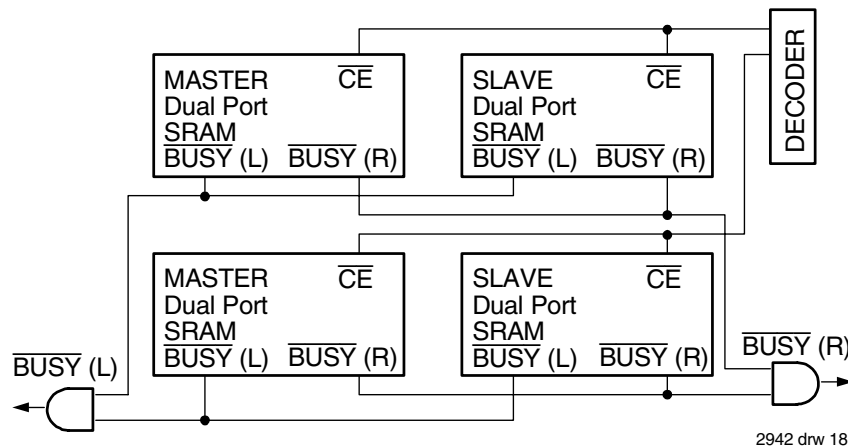 MASTER
Dual Port
SRAM
BUSY (L) BUSY (R)
CE
SLAVE
Dual Port
SRAM
BUSY (L) BUSY (R)
CE
DECODER
MASTER
Dual Port
SRAM
BUSY (L) BUSY (R)
CE
SLAVE
Dual Port
SRAM
BUSY (L) BUSY (R)
CE
BUSY (L)
BUSY (R)
2942 drw 18